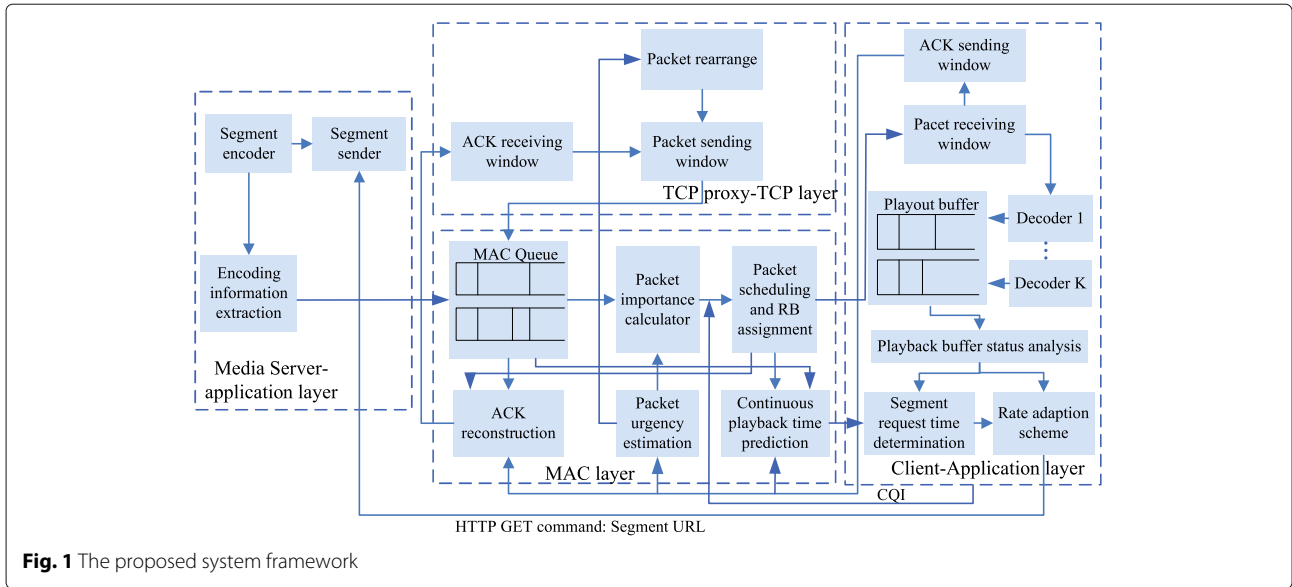 Segment
encoder
Segment
sender
Encoding
information
extraction
Media Server-
application layer
Packet rearrange
ACK receiving
window
Packet sending
window
TCP proxy-TCP layer
MAC Queue
Packet
importance
calculator
Packet
scheduling
and RB
assignment
ACK
reconstruction
Packet
urgency
estimation
Continuous
playback time
prediction
MAC layer
ACK sending
window
Pacet receiving
window
Playout buffer
Decoder 1
Decoder K
Playback buffer status analysis
Segment
request time
determination
Rate adaption
scheme
Client-Application layer
CQI
HTTP GET command: Segment URL
Fig. 1 The proposed system framework